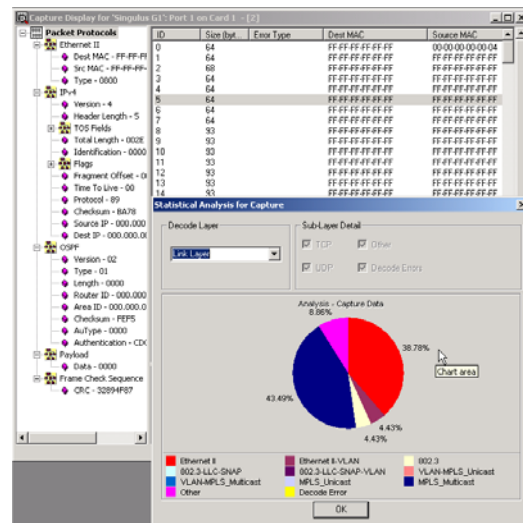 Capture Display for 'Singulus G1': Port 1 on Card 1 - [2]
Packet Protocols
Ethernet II
Dest MAC - FF-FF-FF
Src MAC - FF-FF-FF-
Type - 0800
IPv4
Version - 4
Header Length - 5
TOS Fields
Total Length - 002E
Identification - 0000
Flags
Fragment Offset - 0
Time To Live - 00
Protocol - 89
Checksum - BA78
Source IP - 000.000
Dest IP - 000.000.0
OSPF
Version - 02
Type - 01
Length - 0000
Router ID - 000.000
Area ID - 000.000.0
Checksum - FEF5
AuType - 0000
Authentication - CDC
Payload
Data - 0000
Frame Check Sequence
CRC - 32894F87
ID Size (byt... Error Type Dest MAC Source MAC
0 64 FF-FF-FF-FF-FF-FF 00-00-00-00-00-04
1 64 FF-FF-FF-FF-FF-FF FF-FF-FF-FF-FF-FF
2 68 FF-FF-FF-FF-FF-FF FF-FF-FF-FF-FF-FF
3 64 FF-FF-FF-FF-FF-FF FF-FF-FF-FF-FF-FF
4 64 FF-FF-FF-FF-FF-FF FF-FF-FF-FF-FF-FF
5 64 FF-FF-FF-FF-FF-FF FF-FF-FF-FF-FF-FF
6 64 FF-FF-FF-FF-FF-FF FF-FF-FF-FF-FF-FF
7 64 FF-FF-FF-FF-FF-FF FF-FF-FF-FF-FF-FF
8 93 FF-FF-FF-FF-FF-FF FF-FF-FF-FF-FF-FF
9 93 FF-FF-FF-FF-FF-FF FF-FF-FF-FF-FF-FF
10 93 FF-FF-FF-FF-FF-FF FF-FF-FF-FF-FF-FF
11 93 FF-FF-FF-FF-FF-FF FF-FF-FF-FF-FF-FF
12 93 FF-FF-FF-FF-FF-FF FF-FF-FF-FF-FF-FF
13 93 FF-FF-FF-FF-FF-FF FF-FF-FF-FF-FF-FF
14 93 FF-FF-FF-FF-FF-FF FF-FF-FF-FF-FF-FF
Statistical Analysis for Capture
Decode Layer
Link Layer
Sub-Layer Detail
TCP Other
UDP Decode Errors
Analysis - Capture Data
8.86%
38.78%
Chart area
43.49%
4.43%
4.43%
Ethernet II Ethernet II-VLAN 802.3
802.3-LLC-SNAP 802.3-LLC-SNAP-VLAN VLAN-MPLS_Unicast
VLAN-MPLS_Multicast MPLS_Unicast MPLS_Multicast
Other Decode Error
OK